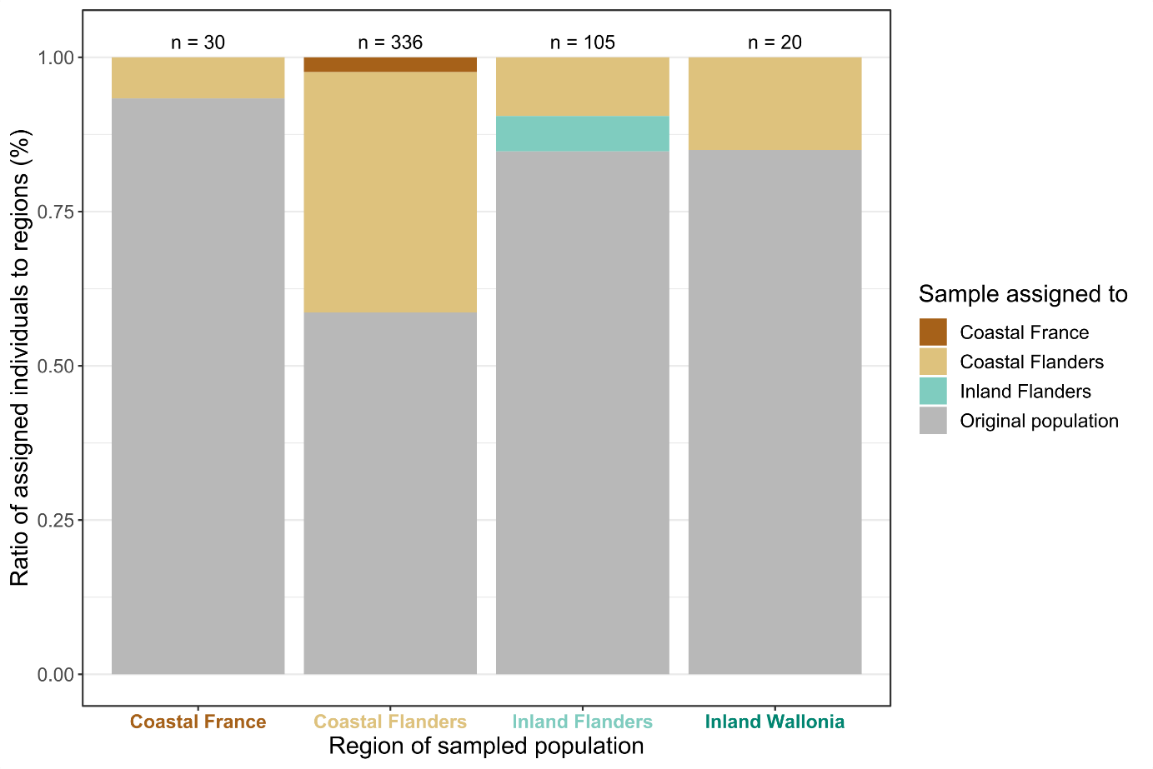 n = 30
n = 336
n = 105
n = 20
1.00
0.75
0.50
0.25
0.00
Ratio of assigned individuals to regions (%)
Coastal France
Coastal Flanders
Inland Flanders
Inland Wallonia
Region of sampled population
Sample assigned to
Coastal France
Coastal Flanders
Inland Flanders
Original population